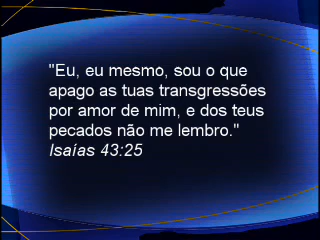 "Eu, eu mesmo, sou o que
apago as tuas transgressões
por amor de mim, e dos teus
pecados não me lembro."
Isaías 43:25